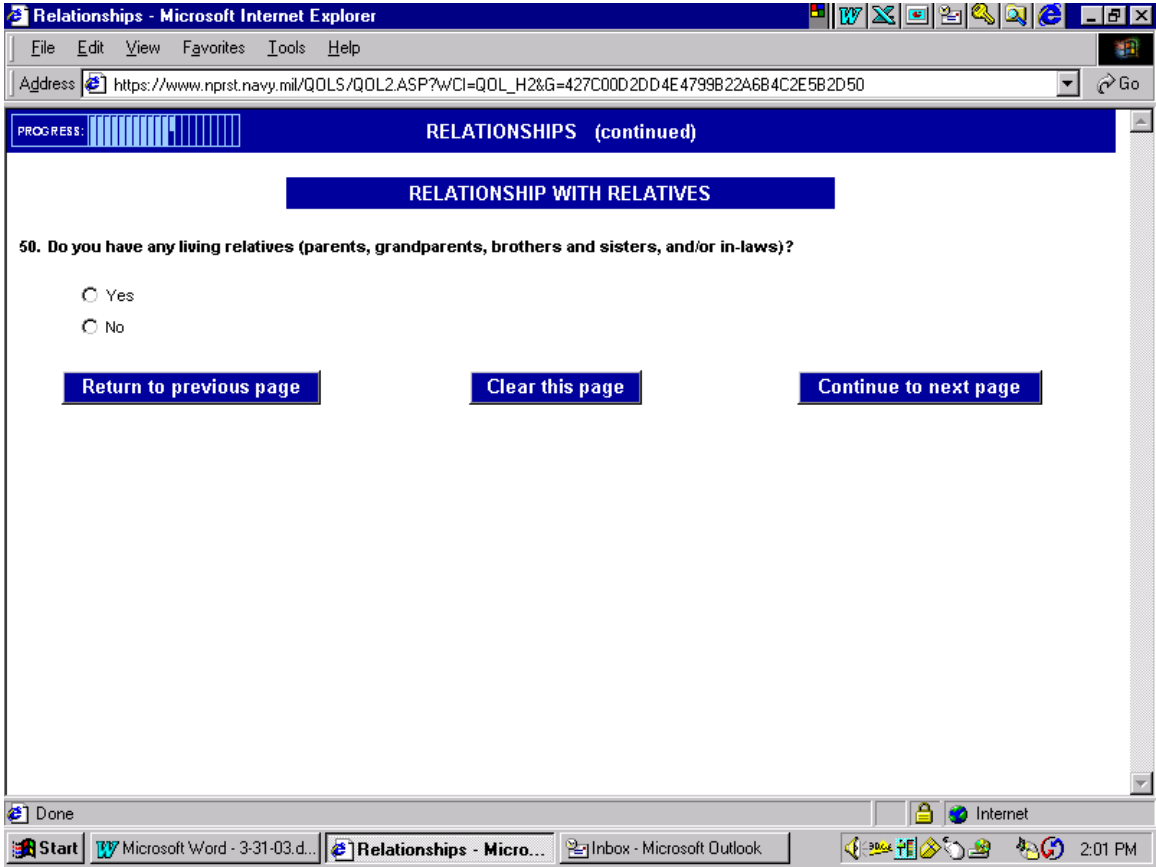 Relationships - Microsoft Internet Explorer
File Edit View Favorites Tools Help
Address https://www.nprst.navy.mil/QOLS/QOL2.ASP?WCI=QOL_H2&G=427C00D2DD4E4799B22A6B4C2E5B2D50 Go
PROGRESS: RELATIONSHIPS (continued)
RELATIONSHIP WITH RELATIVES
50. Do you have any living relatives (parents, grandparents, brothers and sisters, and/or in-laws)?
Yes
No
Return to previous page Clear this page Continue to next page
Done Internet
Start Microsoft Word - 3-31-03.d... Relationships - Micro... Inbox - Microsoft Outlook 2:01 PM